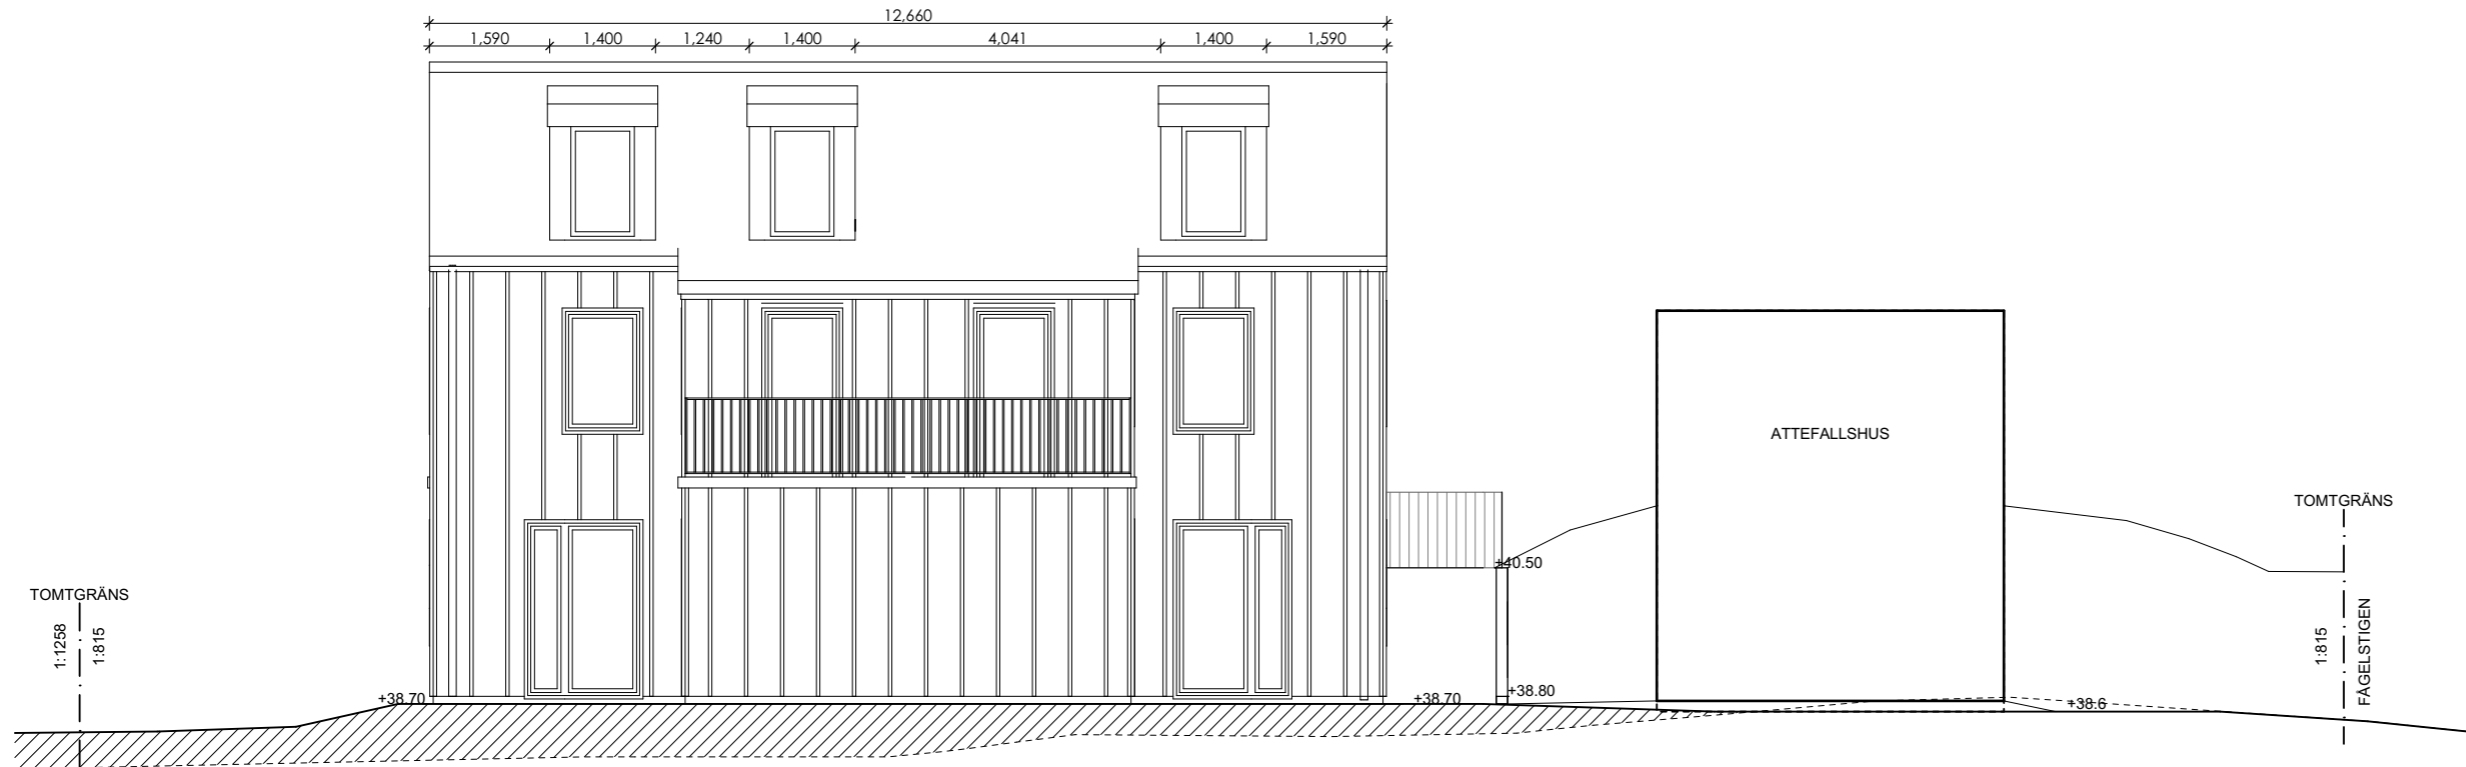 12,660
1,590 1,400 1,240 1,400 4,041 1,400 1,590
ATTEFALLSHUS
TOMTGRÄNS
+40.50
TOMTGRÄNS
1:1258
1:815
1:815
FÅGELSTIGEN
+38.70
+38.70
+38.80
+38.6